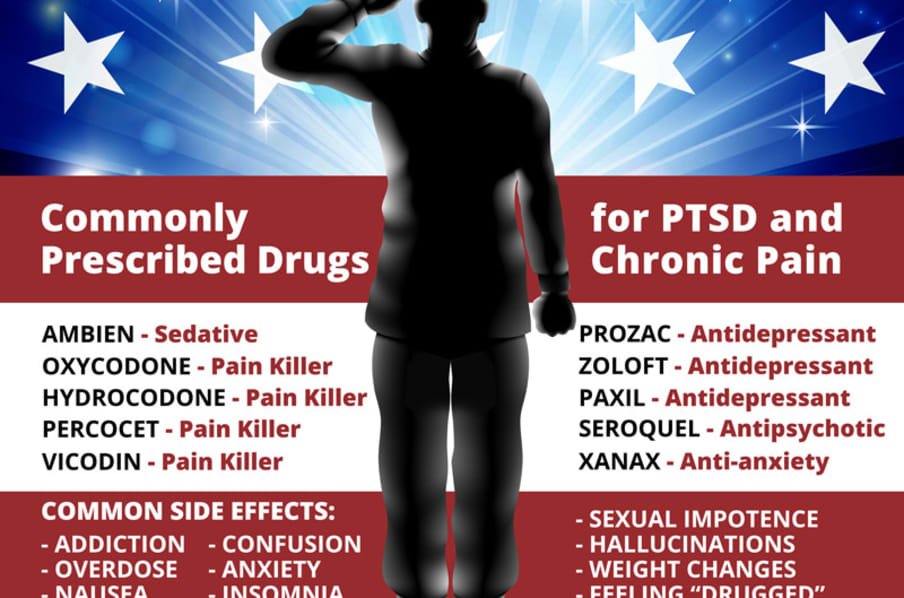 Commonly
Prescribed Drugs
for PTSD and
Chronic Pain
AMBIEN - Sedative
OXYCODONE - Pain Killer
HYDROCODONE - Pain Killer
PERCOCET - Pain Killer
VICODIN - Pain Killer
PROZAC - Antidepressant
ZOLOFT - Antidepressant
PAXIL - Antidepressant
SEROQUEL - Antipsychotic
XANAX - Anti-anxiety
COMMON SIDE EFFECTS:
- ADDICTION
- OVERDOSE
- NAUSEA
- CONFUSION
- ANXIETY
- INSOMNIA
- SEXUAL IMPOTENCE
- HALLUCINATIONS
- WEIGHT CHANGES
- FEELING “DRUGGED”